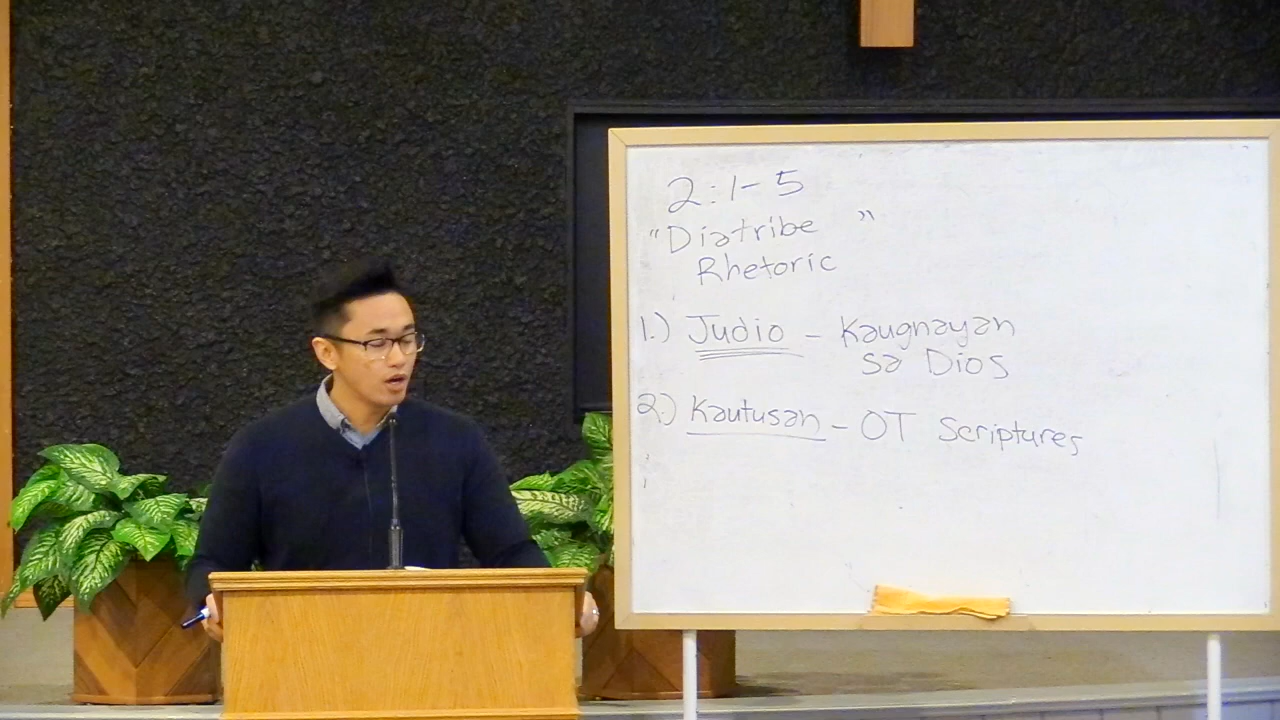 2:1-5
"Diatribe "
Rhetoric
1.) Judio - Kaugnayan
sa Dios
2.) Kautusan - OT Scriptures